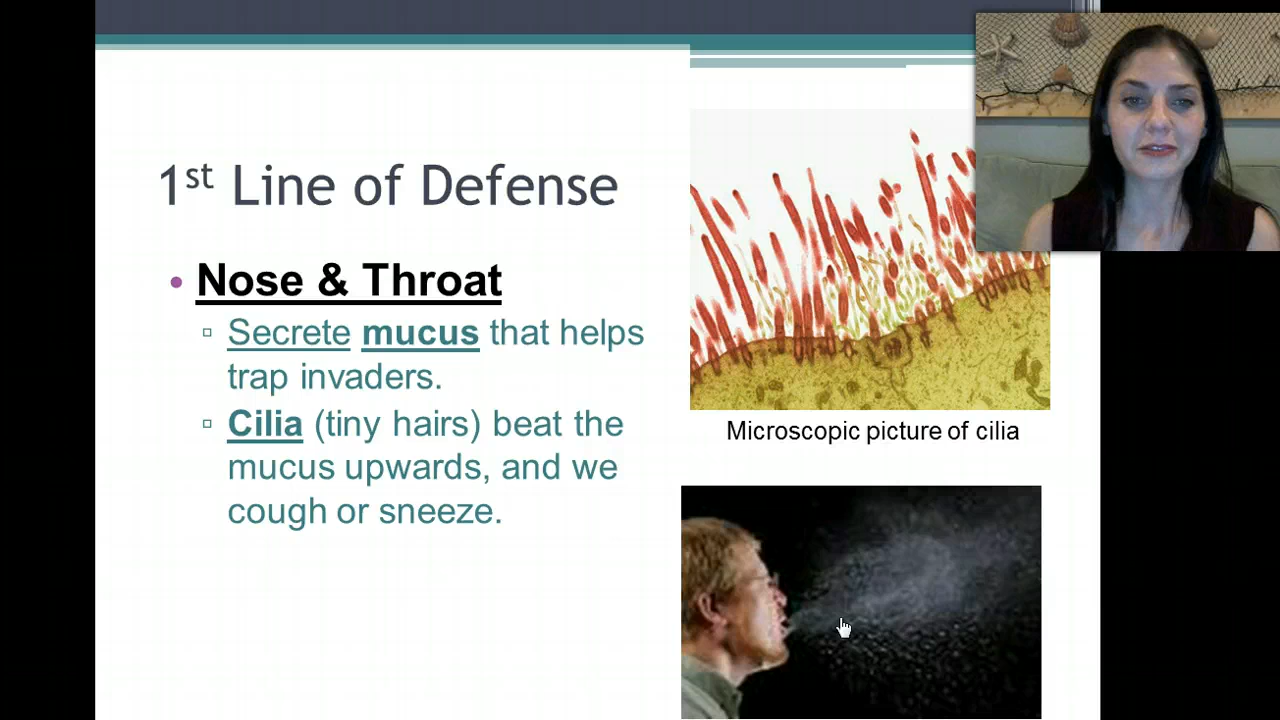 1st Line of Defense
• Nose & Throat
▫ Secrete mucus that helps
trap invaders.
▫ Cilia (tiny hairs) beat the
mucus upwards, and we
cough or sneeze.
Microscopic picture of cilia